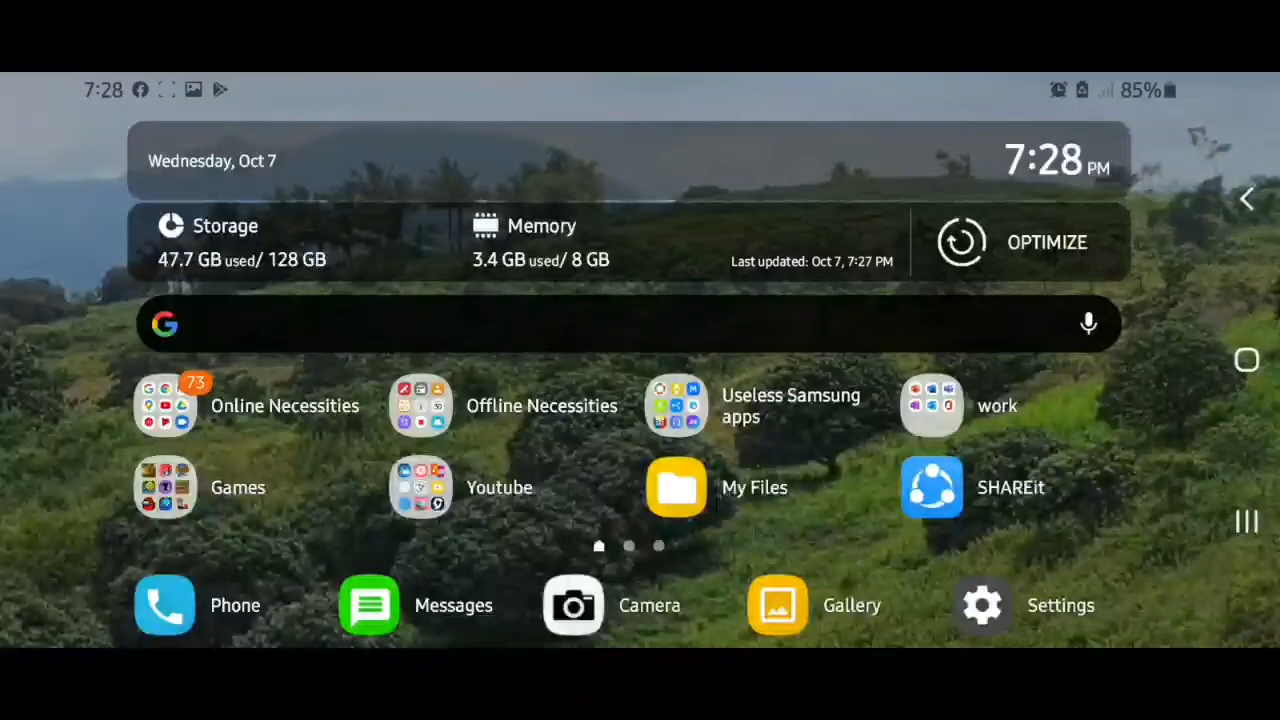 7:28
85%
Wednesday, Oct 7
7:28 PM
Storage
47.7 GB used/ 128 GB
Memory
3.4 GB used/ 8 GB
Last updated: Oct 7, 7:27 PM
OPTIMIZE
73
Online Necessities
Offline Necessities
Useless Samsung
apps
work
Games
Youtube
My Files
SHAREit
Phone
Messages
Camera
Gallery
Settings